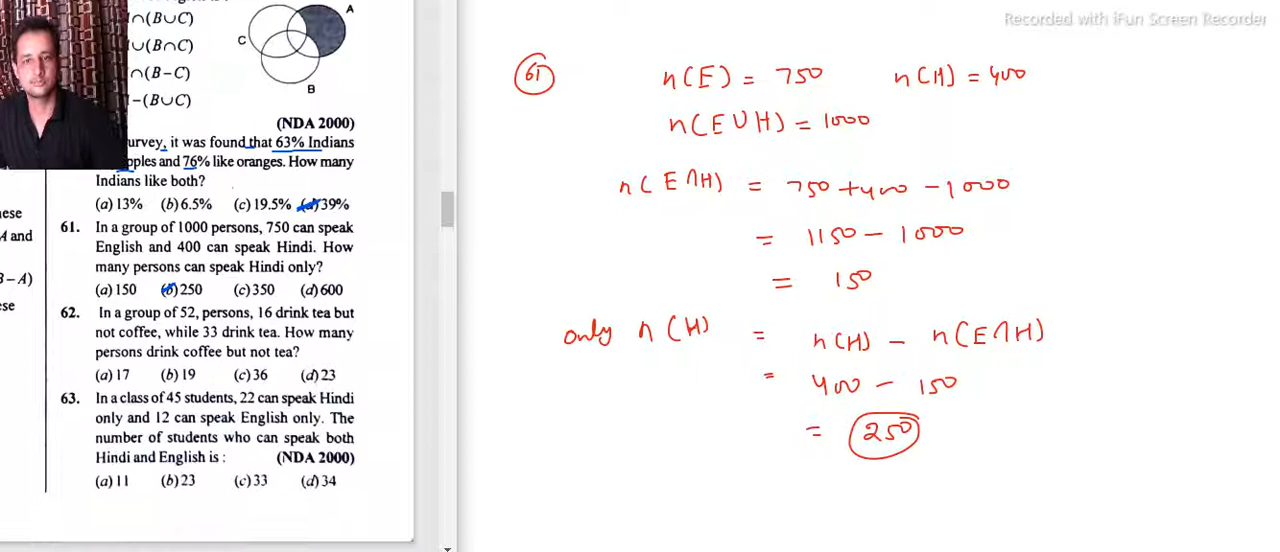 ∩(B∪C)
∪(B∩C)
∩(B−C)
−(B∪C)
A
C
B
(NDA 2000)
urvey, it was found that 63% Indians
pples and 76% like oranges. How many
Indians like both?
(a) 13% (b) 6.5% (c) 19.5% (d) 39%
61. In a group of 1000 persons, 750 can speak
English and 400 can speak Hindi. How
many persons can speak Hindi only?
(a) 150 (b) 250 (c) 350 (d) 600
62. In a group of 52, persons, 16 drink tea but
not coffee, while 33 drink tea. How many
persons drink coffee but not tea?
(a) 17 (b) 19 (c) 36 (d) 23
63. In a class of 45 students, 22 can speak Hindi
only and 12 can speak English only. The
number of students who can speak both
Hindi and English is : (NDA 2000)
(a) 11 (b) 23 (c) 33 (d) 34
nese
A and
B−A)
ese
Recorded with iFun Screen Recorder
61 n(E) = 750 n(H) = 400
n(E∪H) = 1000
n(E∩H) = 750 + 400 − 1000
= 1150 − 1000
= 150
only n(H) = n(H) − n(E∩H)
= 400 − 150
= 250